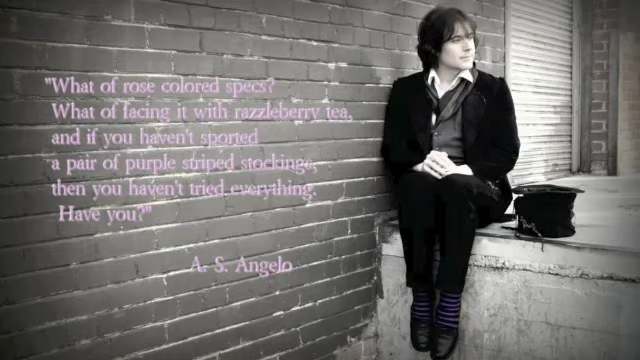 "What of rose colored specs?
What of facing it with razzleberry tea,
and if you haven't sported
a pair of purple striped stockings,
then you haven't tried everything.
Have you?"
A. S. Angelo